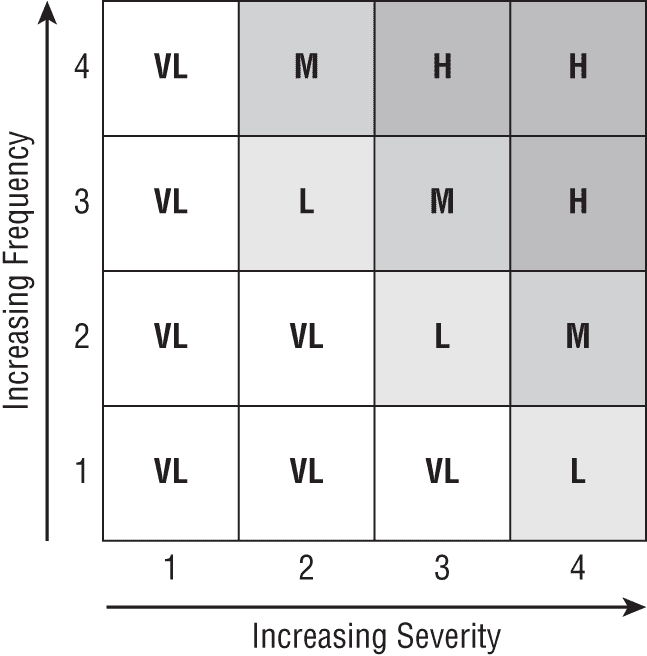 Increasing Frequency
4 VL M H H
3 VL L M H
2 VL VL L M
1 VL VL VL L
1 2 3 4
Increasing Severity